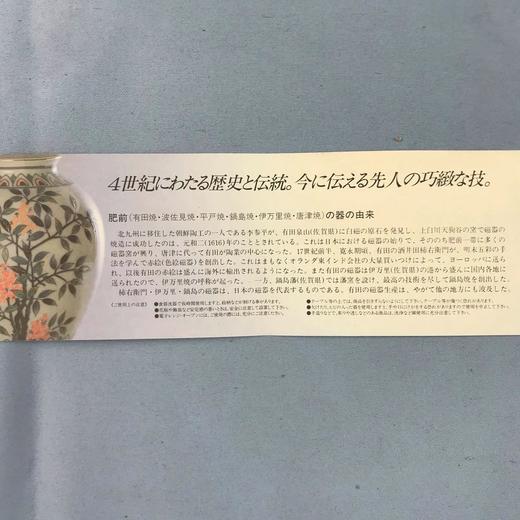 4世紀にわたる歴史と伝統。今に伝える先人の巧緻な技。
肥前(有田焼・波佐見焼・平戸焼・鍋島焼・伊万里焼・唐津焼)の器の由来
北九州に移住した朝鮮陶工の一人である李参平が、有田泉山(佐賀県)に白磁の原石を発見し、上白川天狗谷の窯で磁器の
焼造に成功したのは、元和二(1616)年のこととされている。これは日本における磁器の始りで、そののち肥前一帯に多くの
磁器窯が興り、唐津に代って有田が陶業の中心になった。17世紀前半、寛永期頃、有田の酒井田柿右衛門が、明末五彩の手
法を学んで赤絵(色絵磁器)を創出した。これはまもなくオランダ東インド会社の大量買いつけによって、ヨーロッパに送ら
れ、以後有田の赤絵は盛んに海外に輸出されるようになった。また有田の磁器は伊万里(佐賀県)の港から盛んに国内各地に
送られたので、伊万里焼の呼称が起った。 一方、鍋島藩(佐賀県)では藩窯を設け、最高の技術を尽して鍋島焼を創出した。
柿右衛門・伊万里・鍋島の磁器は、日本の磁器を代表するものである。有田の磁器生産は、やがて他の地方にも波及した。
(ご使用上の注意)